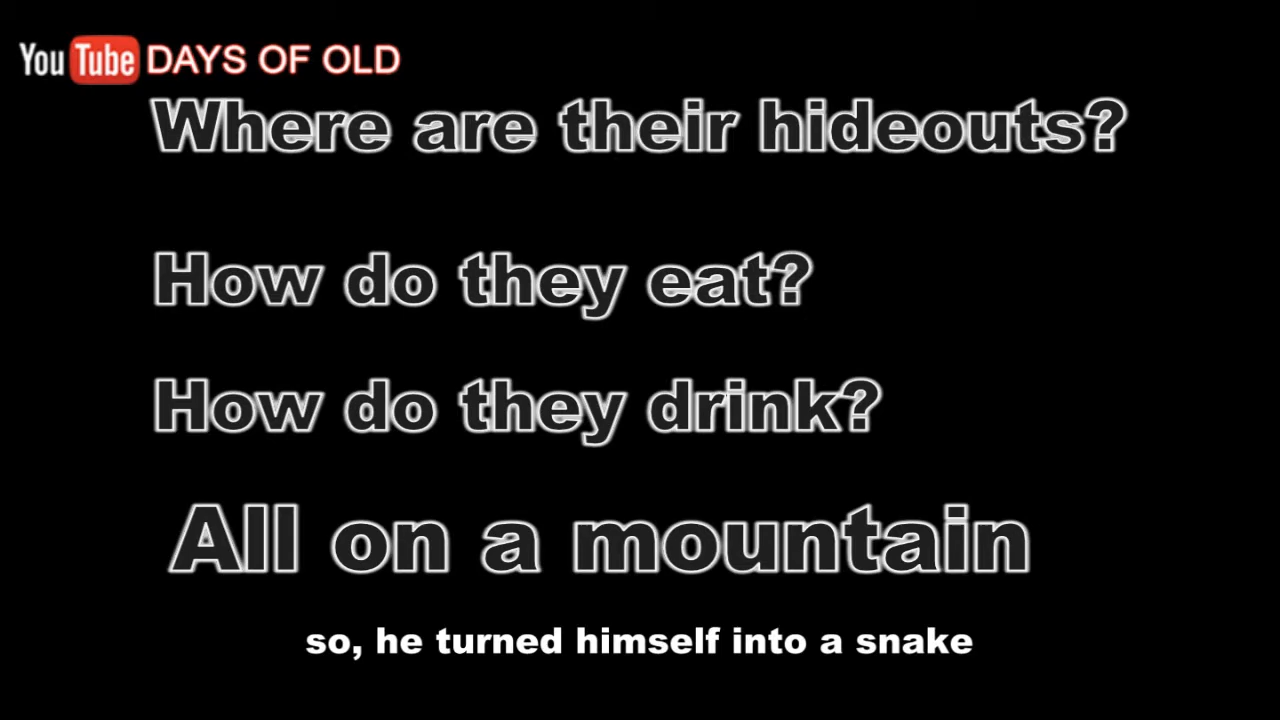 YouTube DAYS OF OLD
Where are their hideouts?
How do they eat?
How do they drink?
All on a mountain
so, he turned himself into a snake